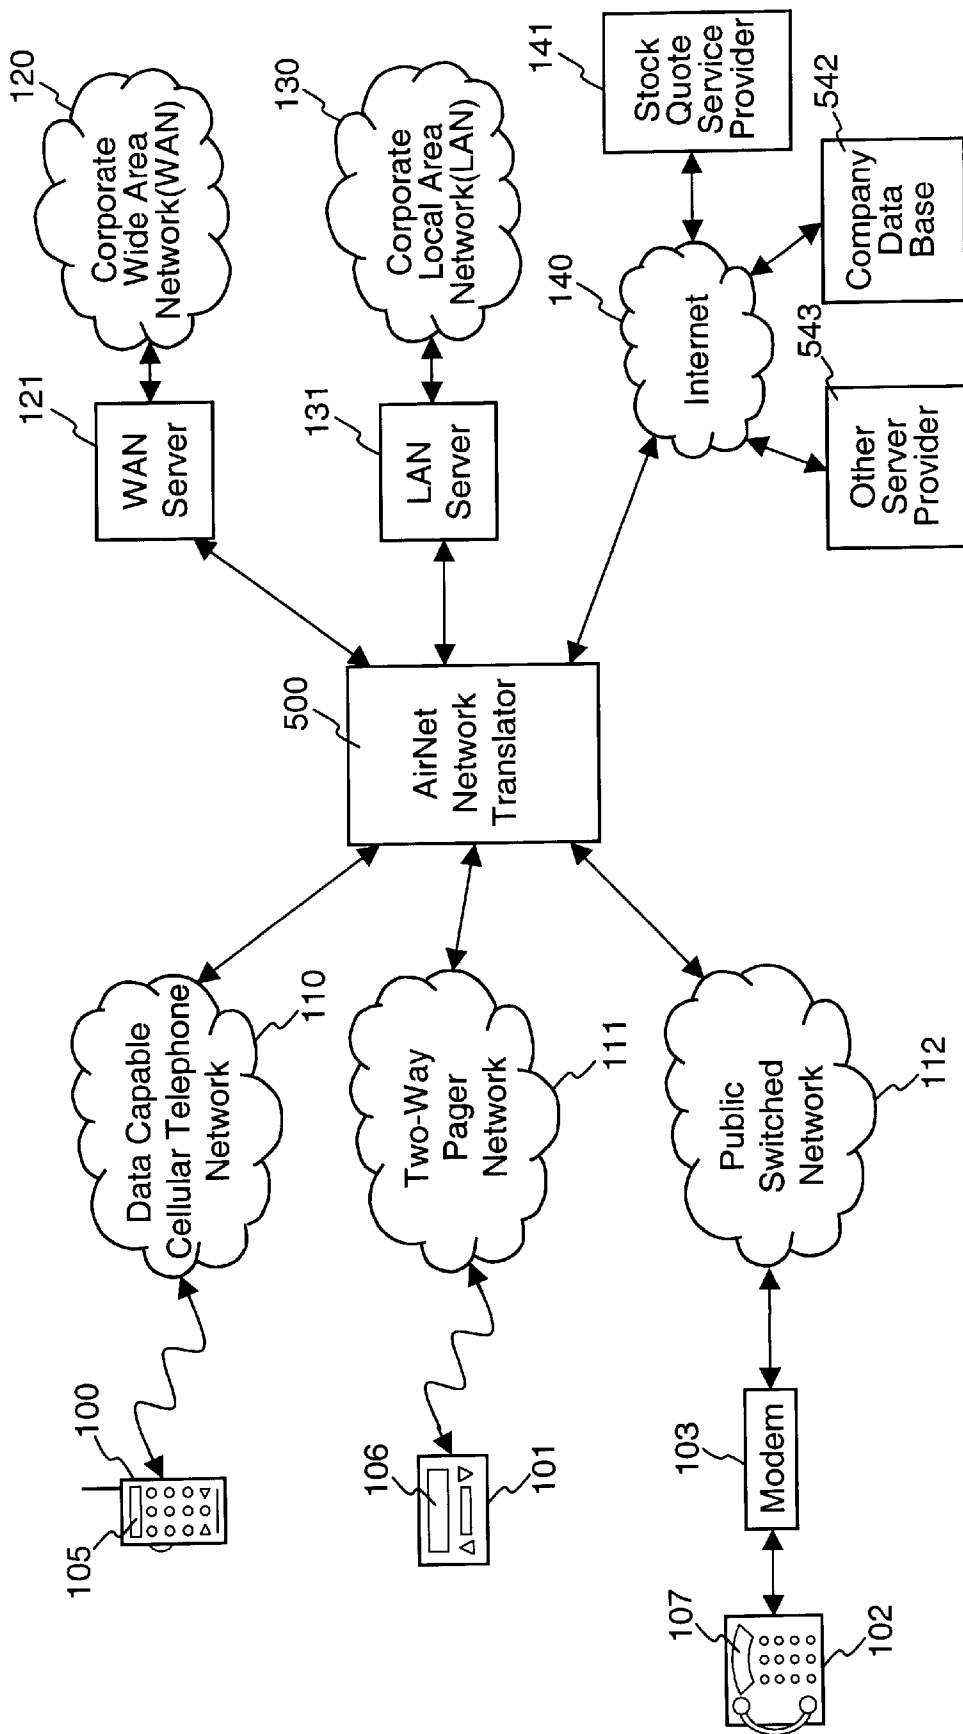 100
105
Data Capable
Cellular Telephone
Network
110
500
AirNet
Network
Translator
121
WAN
Server
120
Corporate
Wide Area
Network(WAN)
106
101
Two-Way
Pager
Network
111
131
LAN
Server
130
Corporate
Local Area
Network(LAN)
107
102
103
Modem
Public
Switched
Network
112
140
Internet
141
Stock
Quote
Service
Provider
543
Other
Server
Provider
542
Company
Data
Base